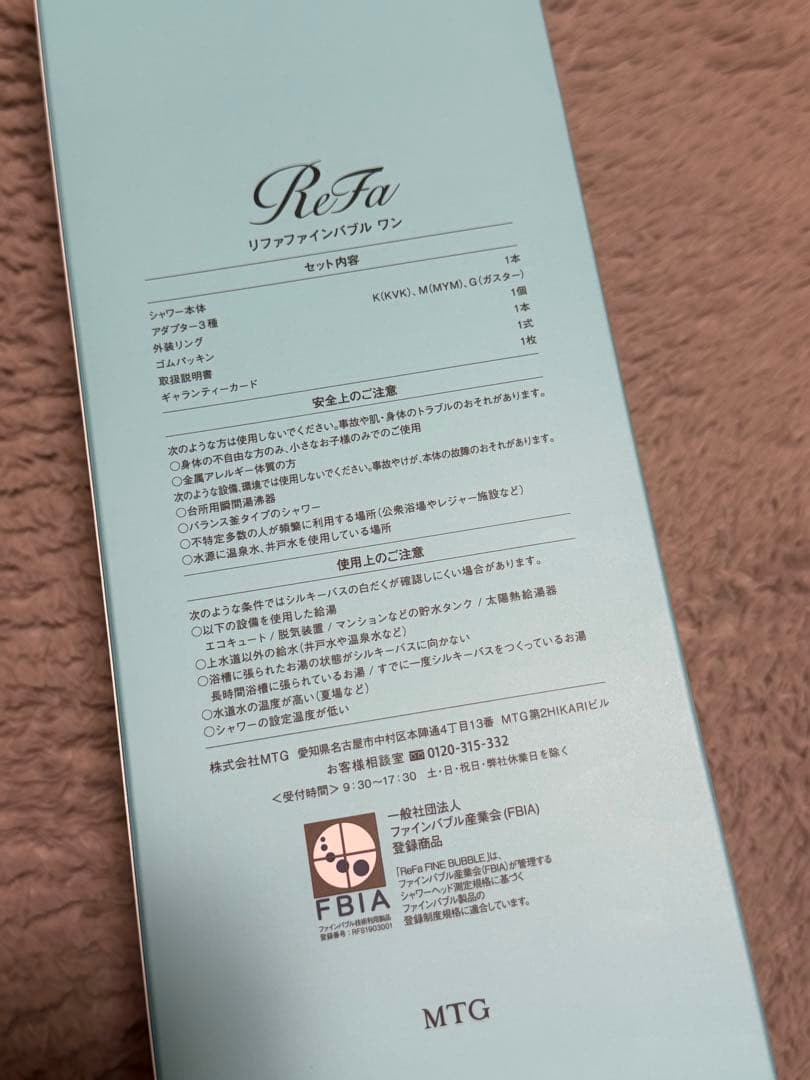 ReFa
リファファインバブル ワン
セット内容
シャワー本体 1本
アダプター3種 K(KVK)、M(MYM)、G(ガスター)
外装リング 1個
ゴムパッキン 1本
取扱説明書 1式
ギャランティーカード 1枚
安全上のご注意
次のような方は使用しないでください。事故や肌・身体のトラブルのおそれがあります。
○身体の不自由な方のみ、小さなお子様のみでのご使用
○金属アレルギー体質の方
次のような設備、環境では使用しないでください。事故やけが、本体の故障のおそれがあります。
○台所用瞬間湯沸器
○バランス釜タイプのシャワー
○不特定多数の人が頻繁に利用する場所(公衆浴場やレジャー施設など)
○水源に温泉水、井戸水を使用している場所
使用上のご注意
次のような条件ではシルキーバスの白だくが確認しにくい場合があります。
○以下の設備を使用した給湯
エコキュート / 脱気装置 / マンションなどの貯水タンク / 太陽熱給湯器
○上水道以外の給水(井戸水や温泉水など)
○浴槽に張られたお湯の状態がシルキーバスに向かない
長時間浴槽に張られているお湯 / すでに一度シルキーバスをつくっているお湯
○水道水の温度が高い(夏場など)
○シャワーの設定温度が低い
株式会社MTG 愛知県名古屋市中村区本陣通4丁目13番 MTG第2HIKARIビル
お客様相談室 0120-315-332
<受付時間> 9:30〜17:30 土・日・祝日・弊社休業日を除く
一般社団法人
ファインバブル産業会(FBIA)
登録商品
「ReFa FINE BUBBLE」は、
ファインバブル産業会(FBIA)が管理する
シャワーヘッド測定規格に基づく
ファインバブル製品の
登録制度規格に適合しています。
FBIA
ファインバブル技術利用製品
登録番号:RFS1903001
MTG